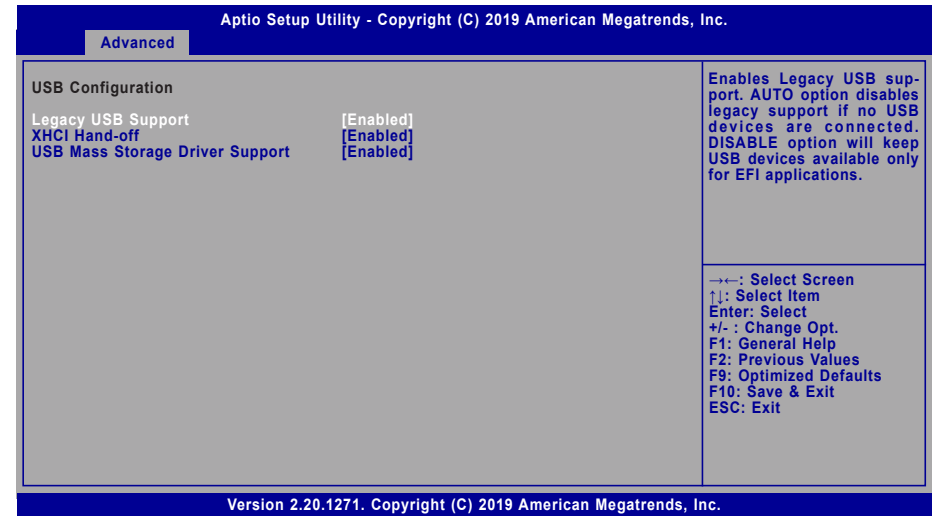 Aptio Setup Utility - Copyright (C) 2019 American Megatrends, Inc.
Advanced
USB Configuration
Legacy USB Support [Enabled]
XHCI Hand-off [Enabled]
USB Mass Storage Driver Support [Enabled]
Enables Legacy USB sup-
port. AUTO option disables
legacy support if no USB
devices are connected.
DISABLE option will keep
USB devices available only
for EFI applications.
→←: Select Screen
↑↓: Select Item
Enter: Select
+/- : Change Opt.
F1: General Help
F2: Previous Values
F9: Optimized Defaults
F10: Save & Exit
ESC: Exit
Version 2.20.1271. Copyright (C) 2019 American Megatrends, Inc.